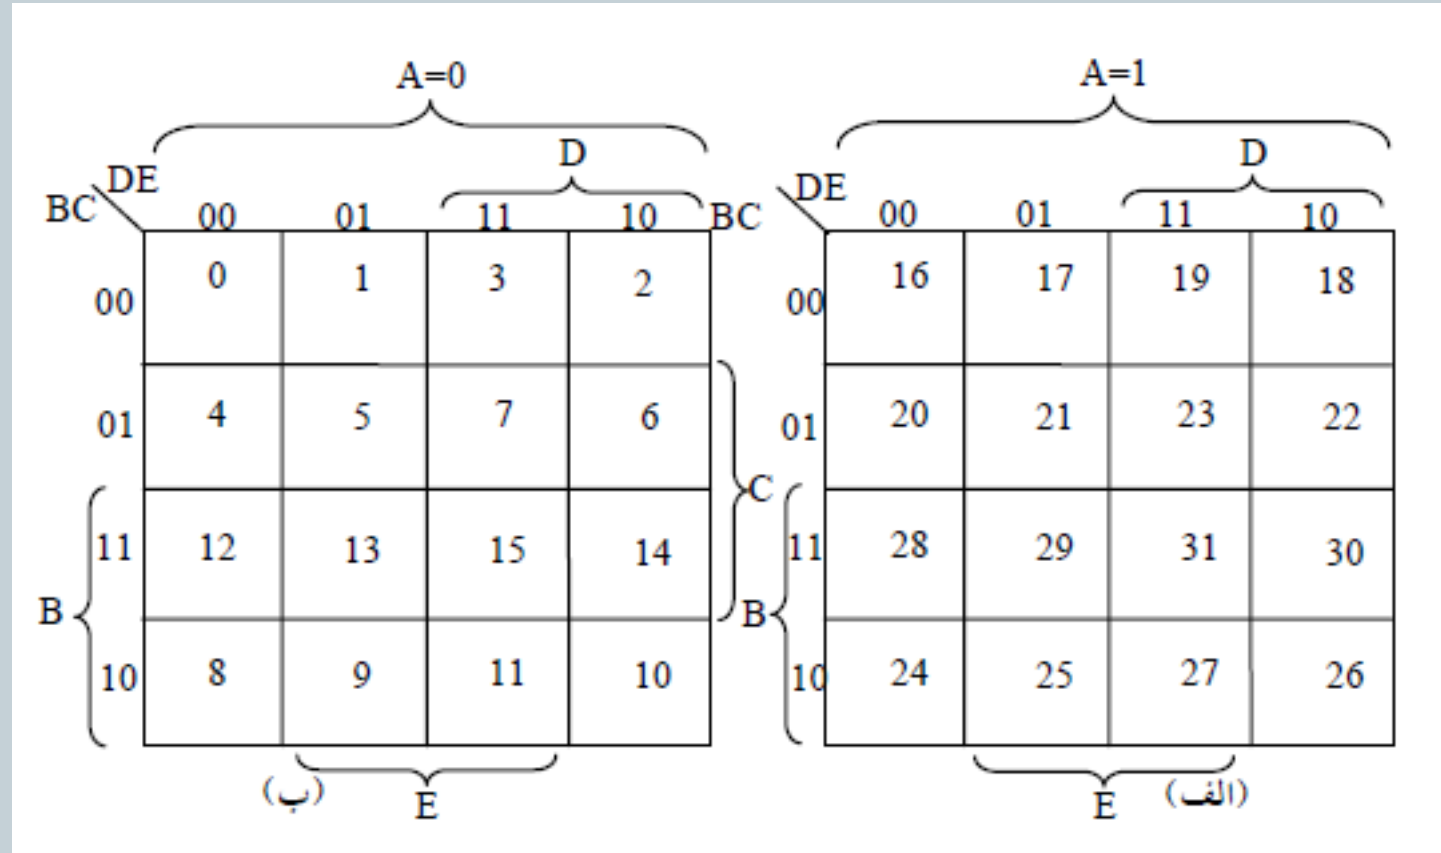 A=0 A=1
D D
DE DE
BC 00 01 11 10 BC 00 01 11 10
00 0 1 3 2 00 16 17 19 18
01 4 5 7 6 01 20 21 23 22
C
11 12 13 15 14 11 28 29 31 30
B B
10 8 9 11 10 10 24 25 27 26
(ب) E E (الف)